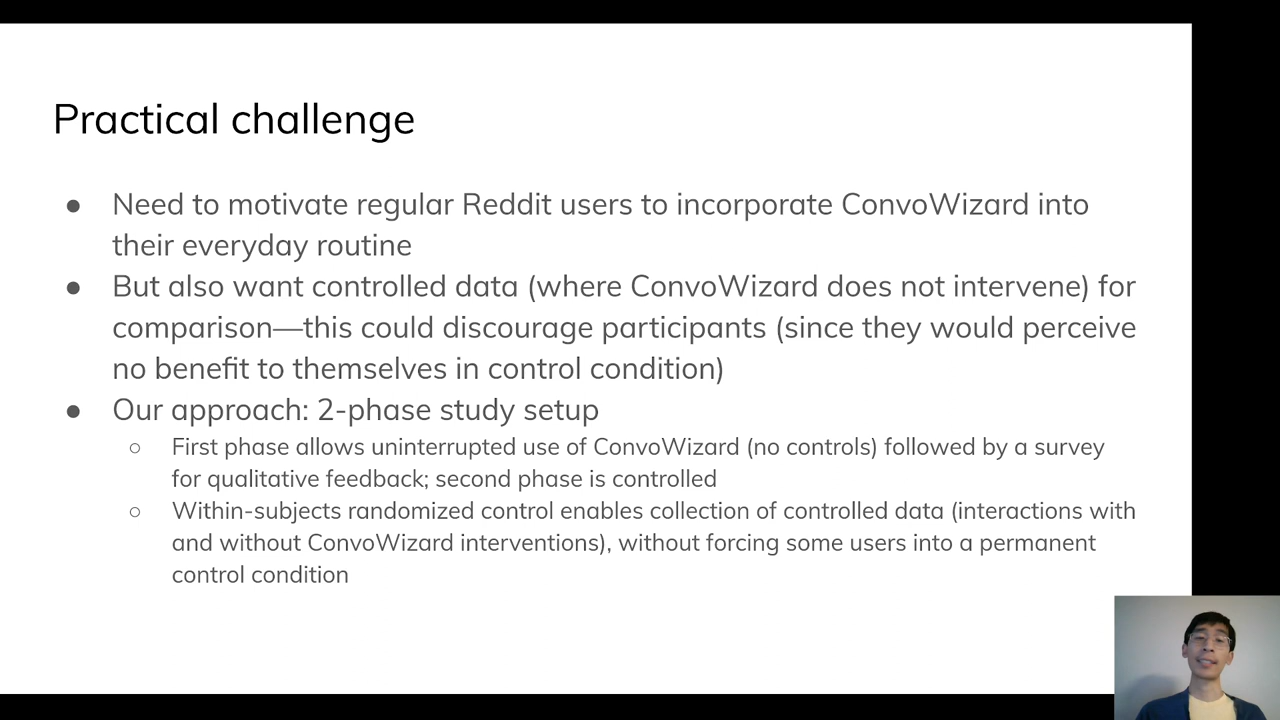 Practical challenge
● Need to motivate regular Reddit users to incorporate ConvoWizard into
their everyday routine
● But also want controlled data (where ConvoWizard does not intervene) for
comparison—this could discourage participants (since they would perceive
no benefit to themselves in control condition)
● Our approach: 2-phase study setup
○ First phase allows uninterrupted use of ConvoWizard (no controls) followed by a survey
for qualitative feedback; second phase is controlled
○ Within-subjects randomized control enables collection of controlled data (interactions with
and without ConvoWizard interventions), without forcing some users into a permanent
control condition